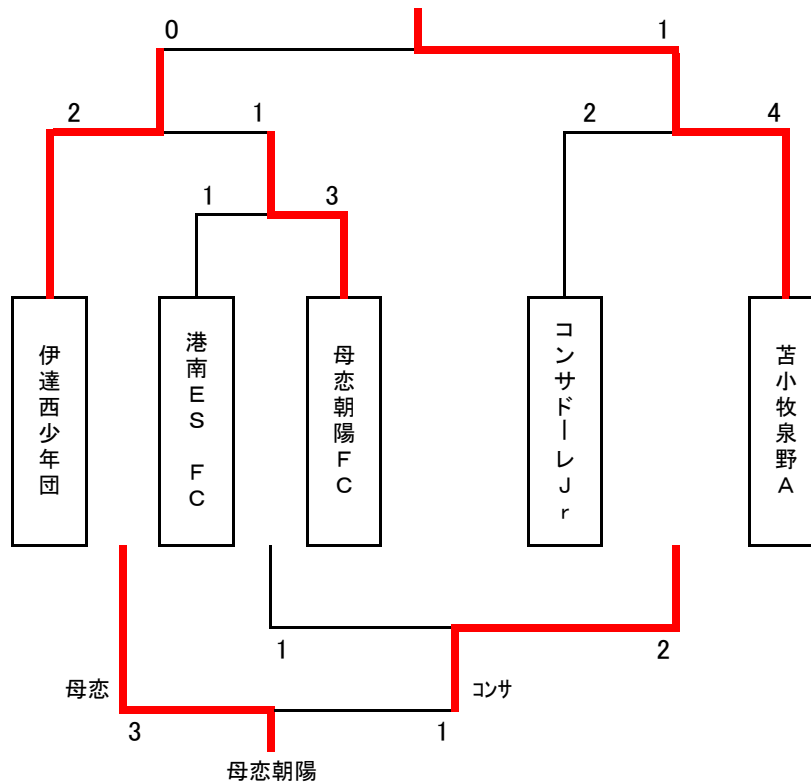 0 1
2 1 2 4
1 3
伊達西少年団
港南ES FC
母恋朝陽FC
コンサドーレJr
苫小牧泉野A
1 2
母恋 コンサ
3 1
母恋朝陽